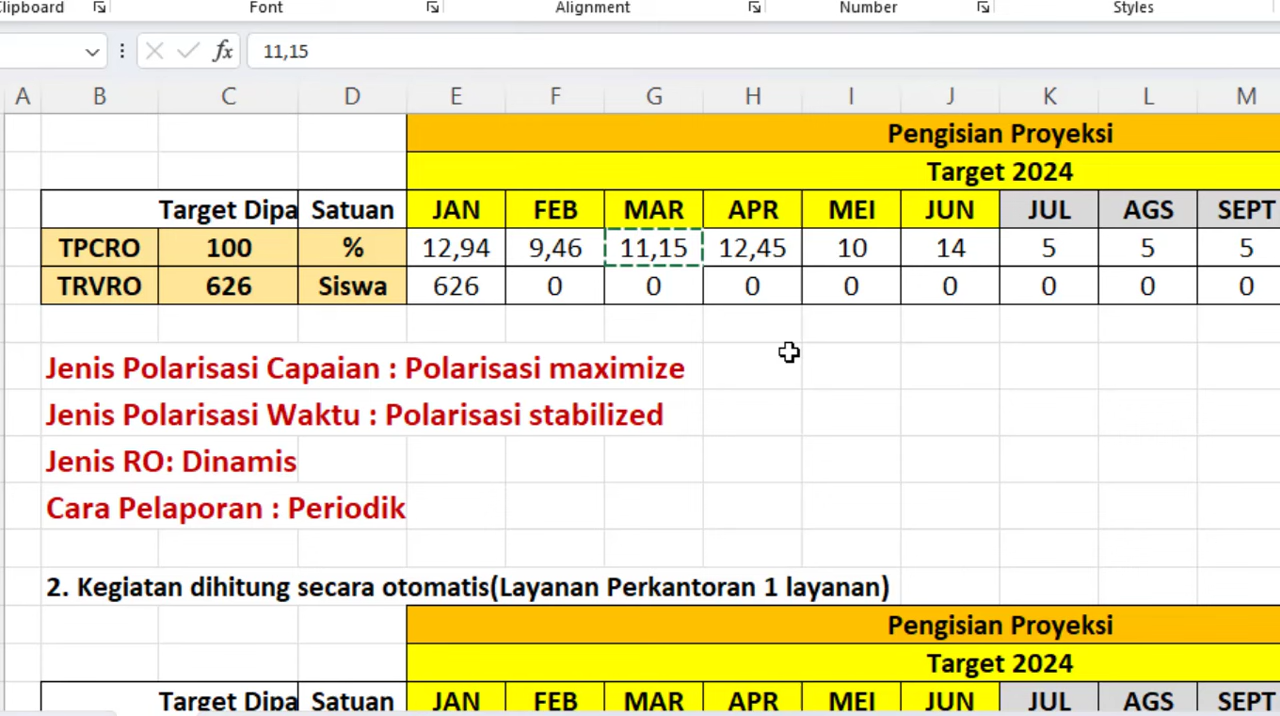 Clipboard Font Alignment Number Styles
fx 11,15
A B C D E F G H I J K L M
Pengisian Proyeksi
Target 2024
Target Dipa Satuan JAN FEB MAR APR MEI JUN JUL AGS SEPT
TPCRO 100 % 12,94 9,46 11,15 12,45 10 14 5 5 5
TRVRO 626 Siswa 626 0 0 0 0 0 0 0 0
Jenis Polarisasi Capaian : Polarisasi maximize
Jenis Polarisasi Waktu : Polarisasi stabilized
Jenis RO: Dinamis
Cara Pelaporan : Periodik
2. Kegiatan dihitung secara otomatis(Layanan Perkantoran 1 layanan)
Pengisian Proyeksi
Target 2024
Target Dipa Satuan JAN FEB MAR APR MEI JUN JUL AGS SEPT